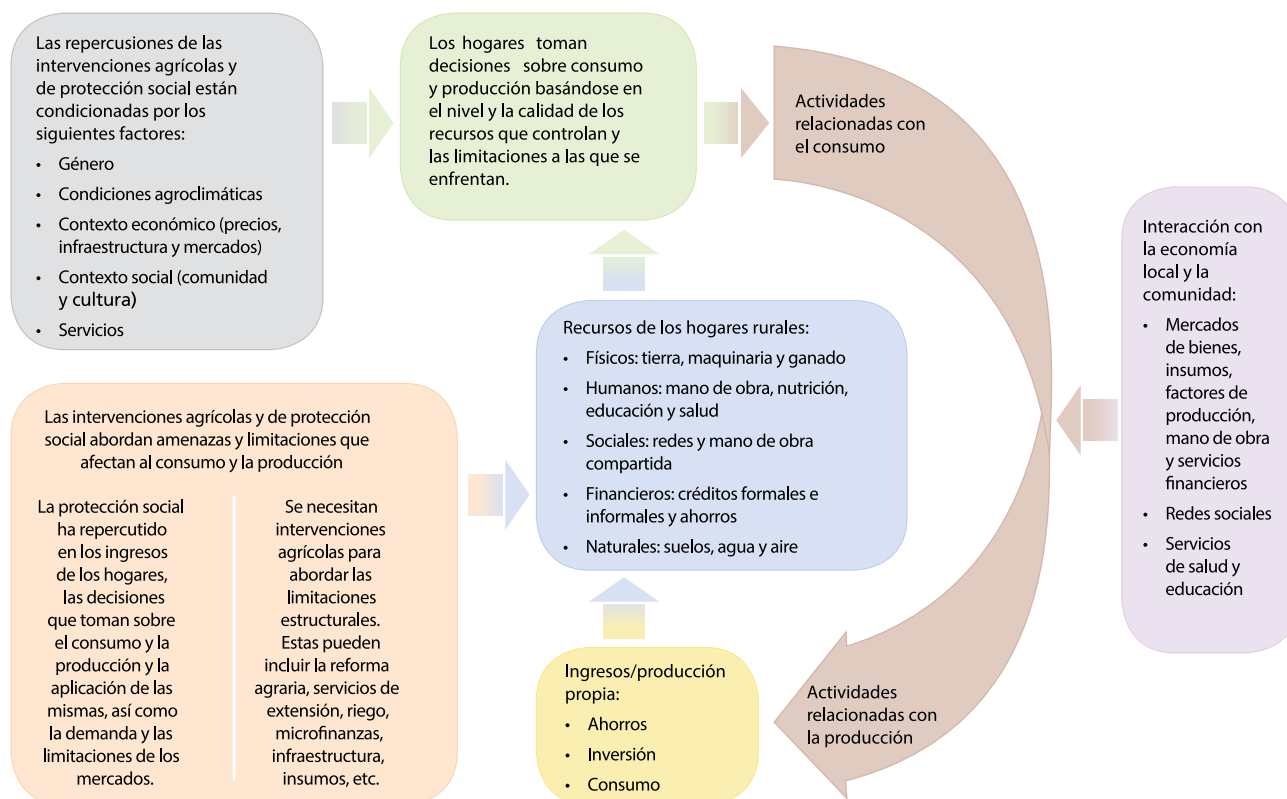 Las repercusiones de las
intervenciones agrícolas y
de protección social están
condicionadas por los
siguientes factores:
• Género
• Condiciones agroclimáticas
• Contexto económico (precios,
infraestructura y mercados)
• Contexto social (comunidad
y cultura)
• Servicios
Los hogares toman
decisiones sobre consumo
y producción basándose en
el nivel y la calidad de los
recursos que controlan y
las limitaciones a las que se
enfrentan.
Actividades
relacionadas con
el consumo
Interacción con
la economía
local y la
comunidad:
• Mercados
de bienes,
insumos,
factores de
producción,
mano de obra
y servicios
financieros
• Redes sociales
• Servicios
de salud y
educación
Recursos de los hogares rurales:
• Físicos: tierra, maquinaria y ganado
• Humanos: mano de obra, nutrición,
educación y salud
• Sociales: redes y mano de obra
compartida
• Financieros: créditos formales e
informales y ahorros
• Naturales: suelos, agua y aire
Las intervenciones agrícolas y de protección
social abordan amenazas y limitaciones que
afectan al consumo y la producción
La protección social
ha repercutido
en los ingresos
de los hogares,
las decisiones
que toman sobre
el consumo y la
producción y la
aplicación de las
mismas, así como
la demanda y las
limitaciones de los
mercados.
Se necesitan
intervenciones
agrícolas para
abordar las
limitaciones
estructurales.
Estas pueden
incluir la reforma
agraria, servicios de
extensión, riego,
microfinanzas,
infraestructura,
insumos, etc.
Ingresos/producción
propia:
• Ahorros
• Inversión
• Consumo
Actividades
relacionadas con
la producción